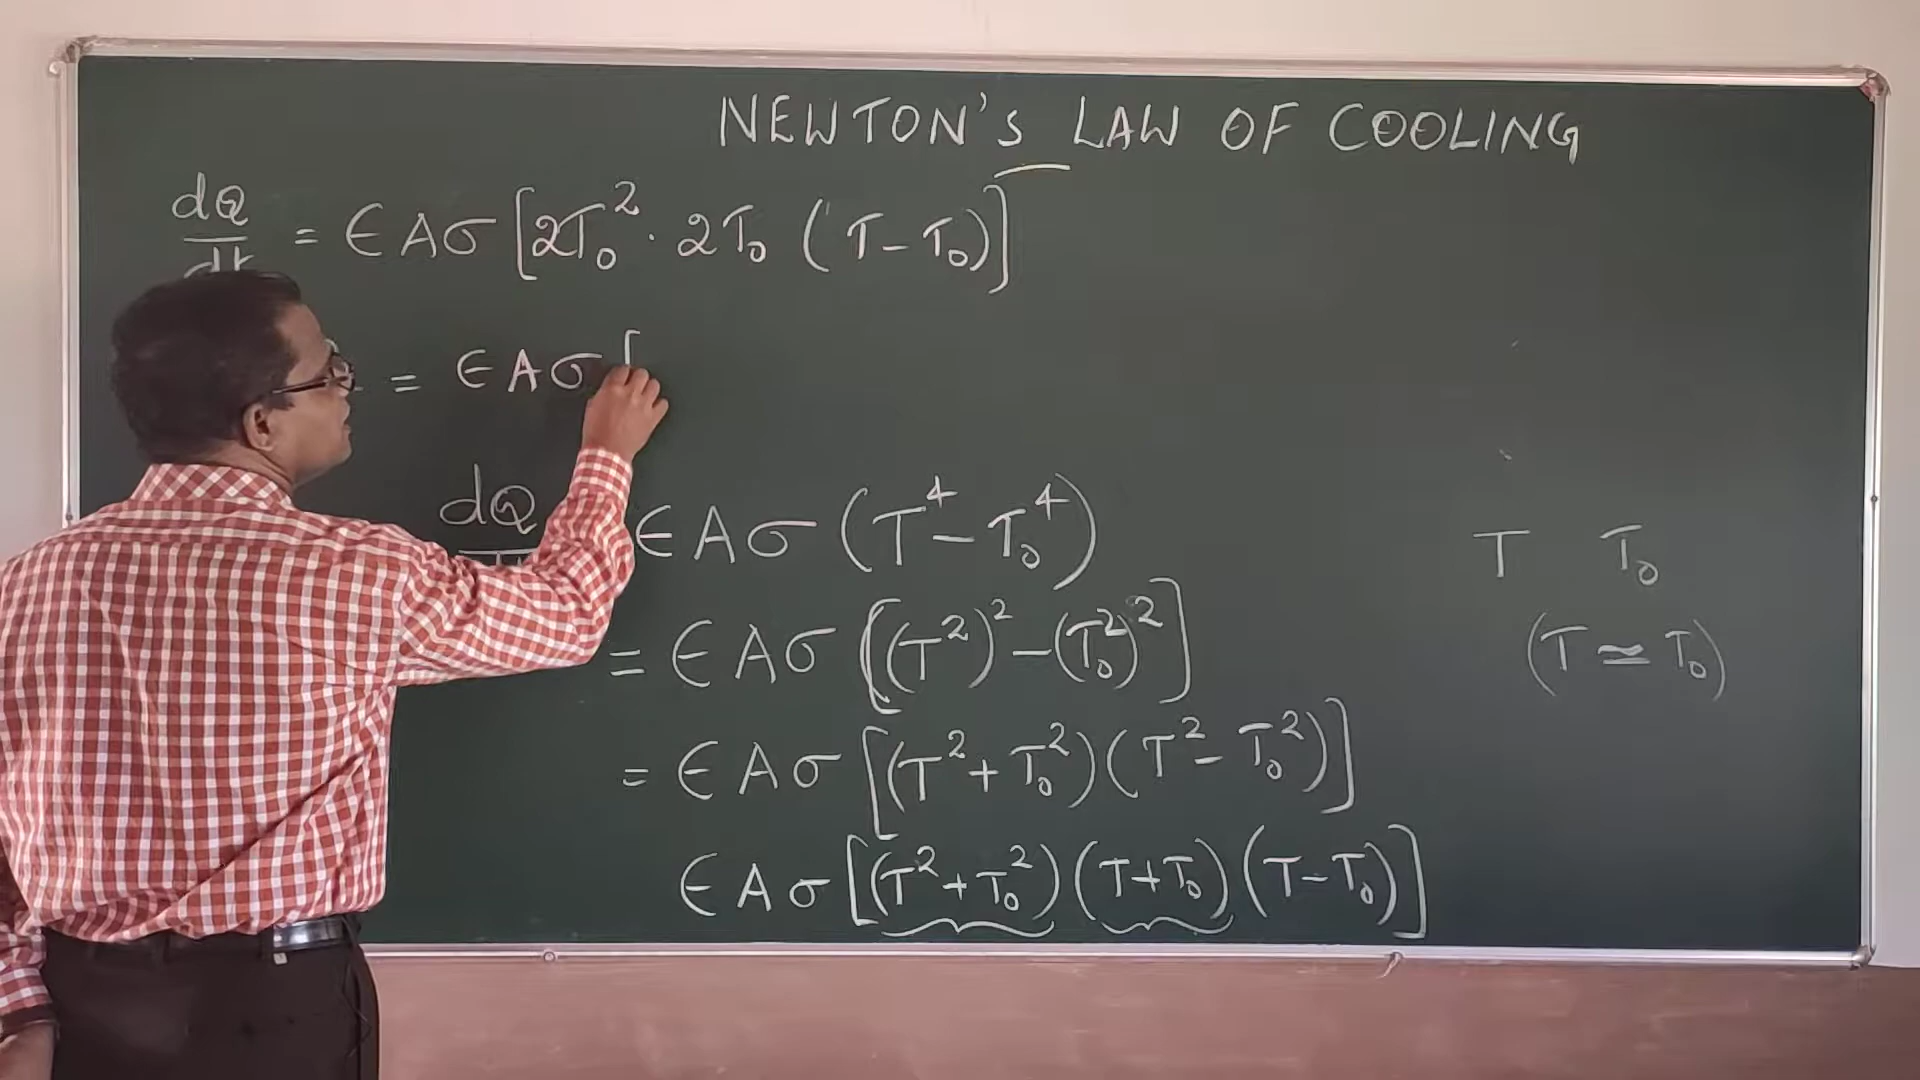 NEWTON'S LAW OF COOLING
dQ/dt = ∈Aσ [2T₀² · 2T₀ (T − T₀)]
= ∈Aσ [
dQ ∈Aσ (T⁴ − T₀⁴)
= ∈Aσ [(T²)² − (T₀²)²]
= ∈Aσ [(T² + T₀²)(T² − T₀²)]
∈Aσ [(T² + T₀²)(T + T₀)(T − T₀)]
T T₀
(T ≃ T₀)